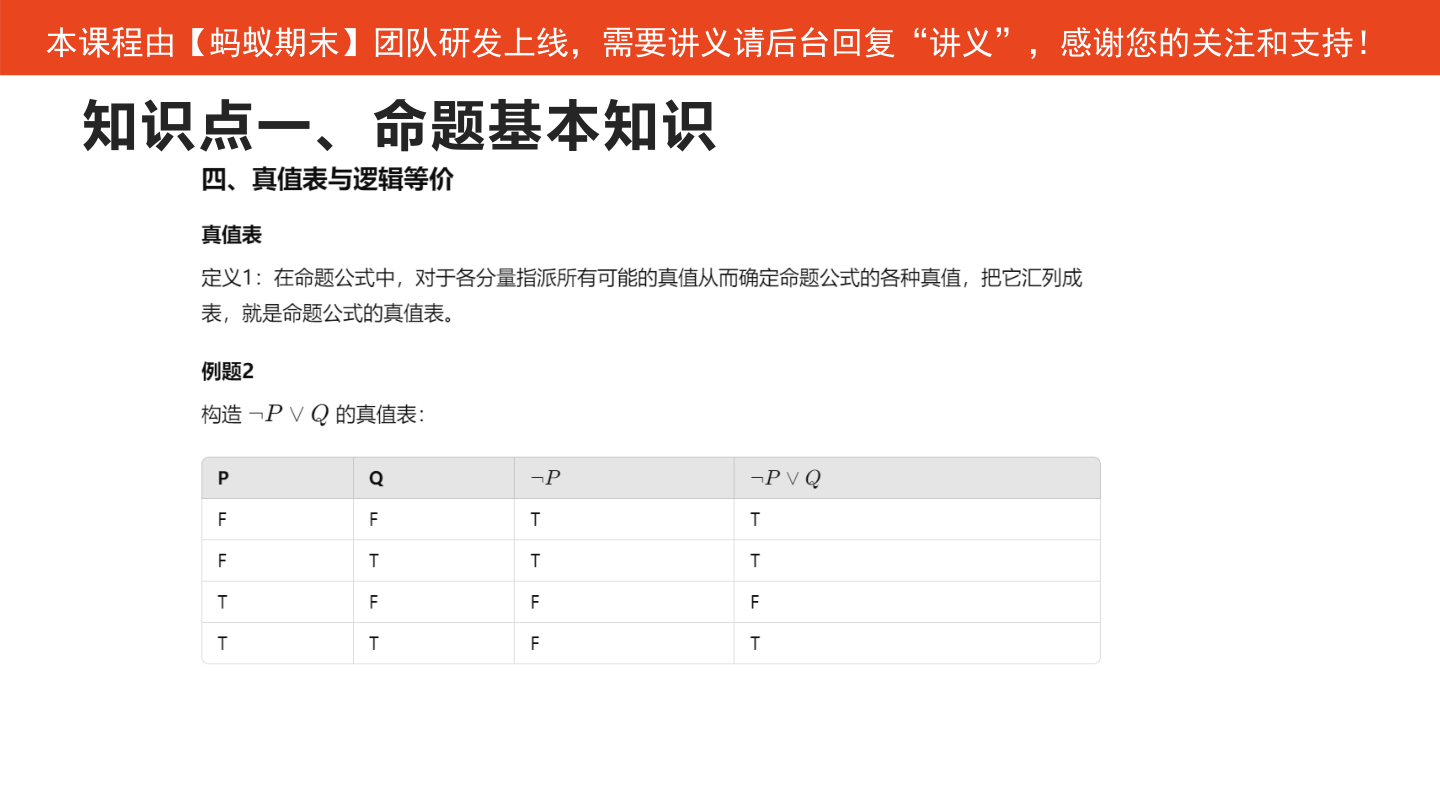 本课程由【蚂蚁期末】团队研发上线，需要讲义请后台回复“讲义”，感谢您的关注和支持！
知识点一、命题基本知识
四、真值表与逻辑等价
真值表
定义1：在命题公式中，对于各分量指派所有可能的真值从而确定命题公式的各种真值，把它汇列成
表，就是命题公式的真值表。
例题2
构造 ¬P ∨ Q 的真值表：
P Q ¬P ¬P ∨ Q
F F T T
F T T T
T F F F
T T F T